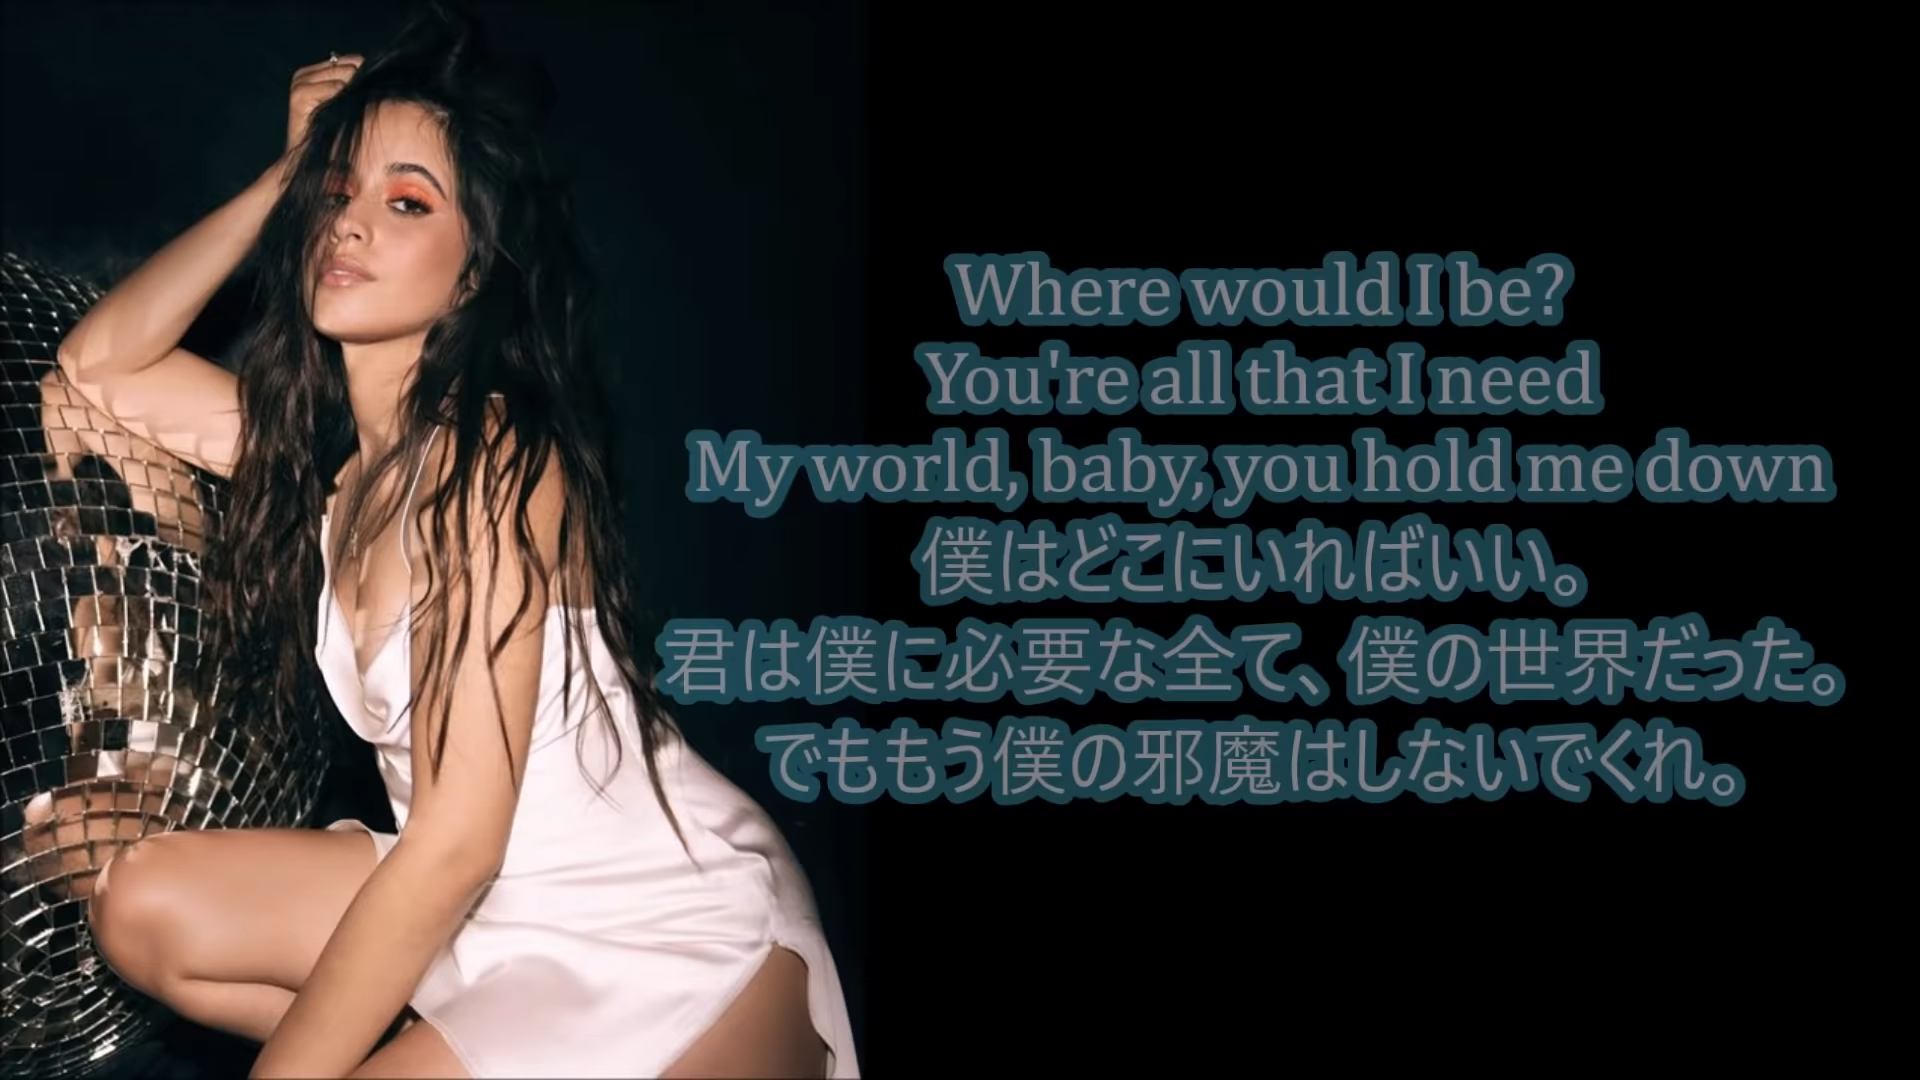 Where would I be?
You're all that I need
My world, baby, you hold me down
僕はどこにいればいい。
君は僕に必要な全て、僕の世界だった。
でももう僕の邪魔はしないでくれ。